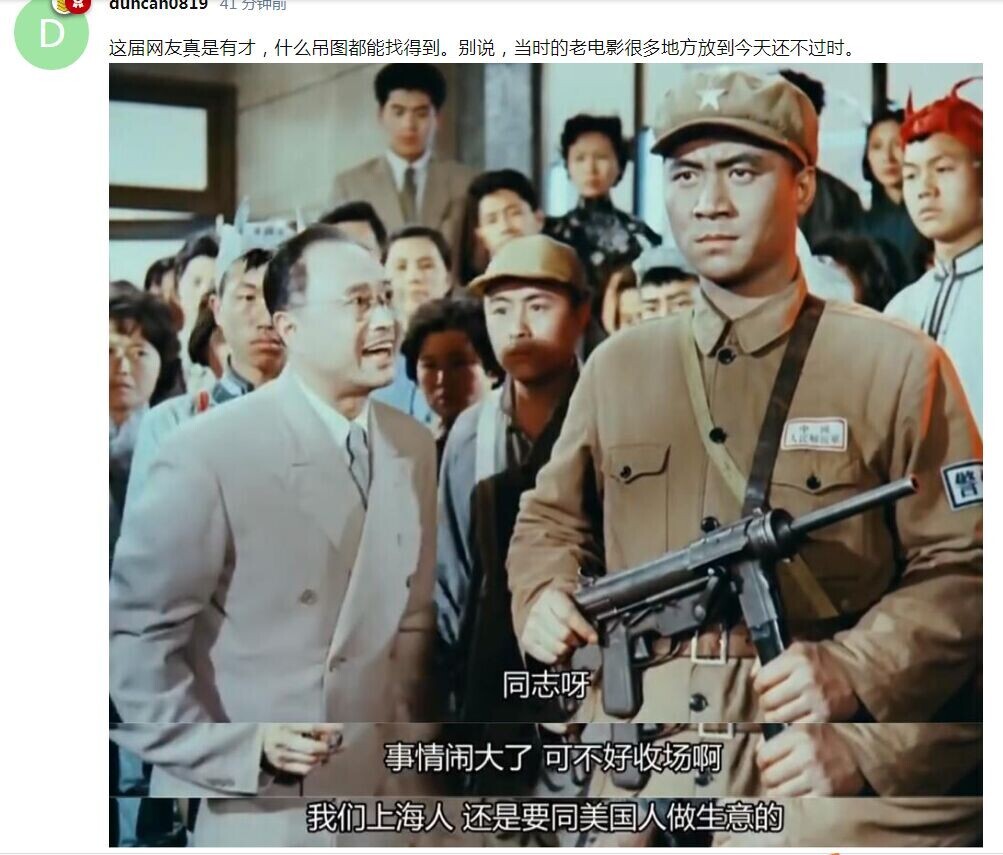 duncan0819 41 分钟前
这届网友真是有才，什么吊图都能找得到。别说，当时的老电影很多地方放到今天还不过时。
D
中国
人民解放军
警
同志呀
事情闹大了 可不好收场啊
我们上海人 还是要同美国人做生意的